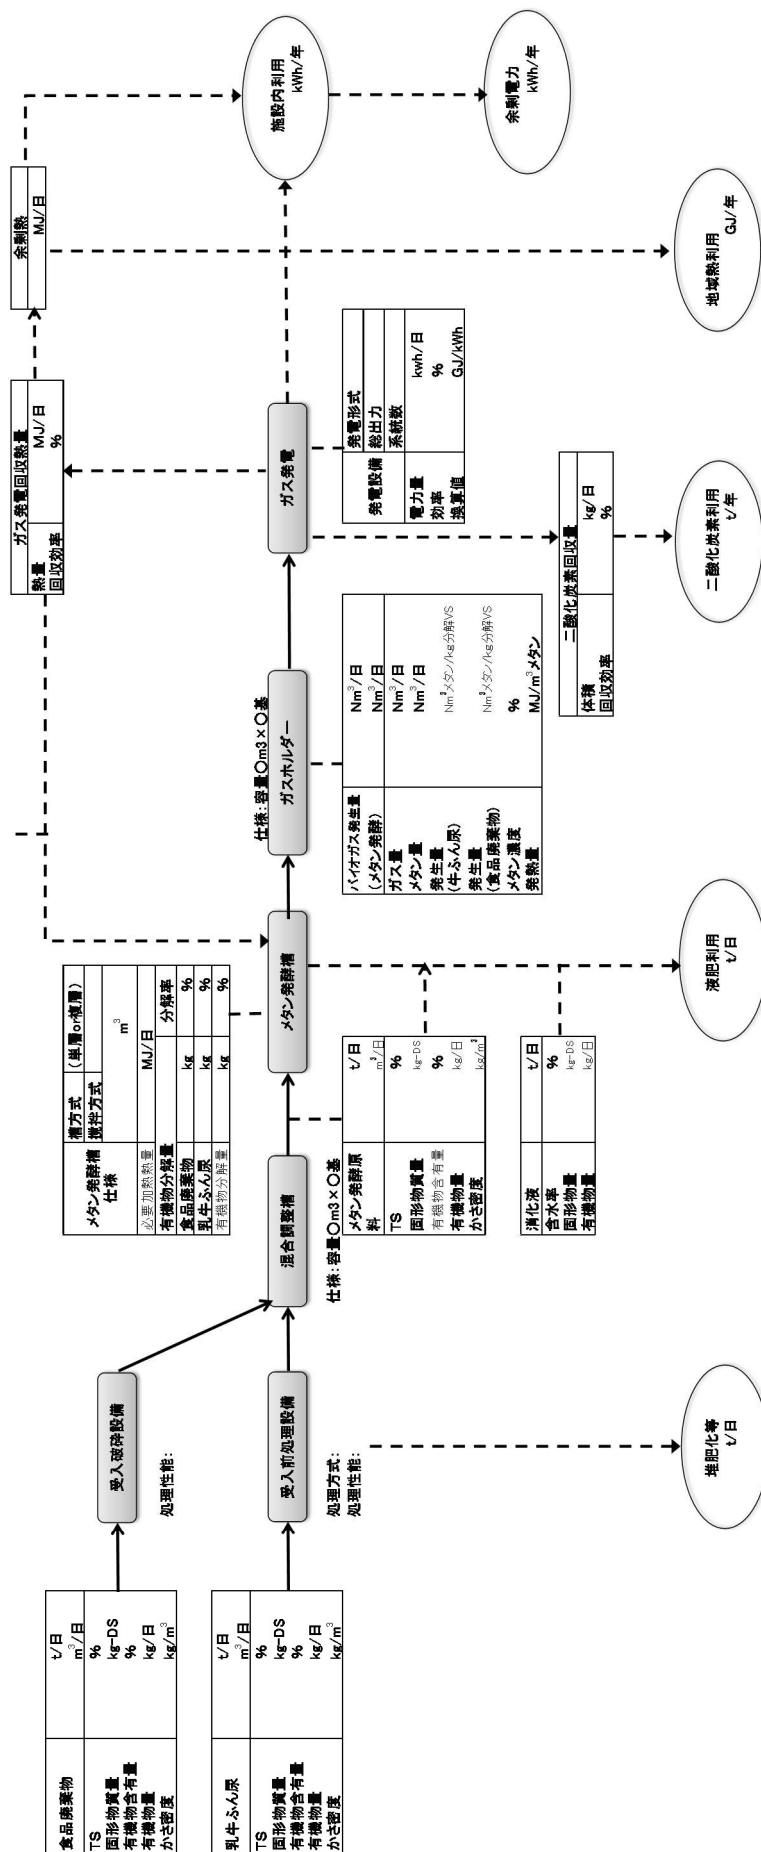 食品廃棄物 t/日
m³/日
TS %
固形物質量 kg-DS
有機物含有量 %
有機物量 kg/日
かさ密度 kg/m³
乳牛ふん尿 t/日
m³/日
TS %
固形物質量 kg-DS
有機物含有量 %
有機物量 kg/日
かさ密度 kg/m³
受入破砕設備
処理性能:
受入前処理設備
処理方式:
処理性能:
堆肥化等
t/日
メタン発酵槽
仕様
槽方式 (単層or複層)
攪拌方式
m³
必要加熱熱量 MJ/日
有機物分解量 分解率
食品廃棄物 kg %
乳牛ふん尿 kg %
有機物分解量 kg %
混合調整槽
仕様:容量〇m3×〇基
メタン発酵原
料
t/日
m³/日
TS %
固形物質量 kg-DS
有機物含有量 %
有機物量 kg/日
かさ密度 kg/m³
消化液 t/日
含水率 %
固形物量 kg-DS
有機物量 kg/日
メタン発酵槽
液肥利用
t/日
仕様:容量〇m3×〇基
ガスホルダー
バイオガス発生量 Nm³/日
(メタン発酵) Nm³/日
ガス量 Nm³/日
メタン量 Nm³/日
発生量
(牛ふん尿) Nm³メタン/kg分解VS
発生量
(食品廃棄物) Nm³メタン/kg分解VS
メタン濃度 %
発熱量 MJ/m³メタン
ガス発電回収熱量
熱量 MJ/日
回収効率 %
ガス発電
発電設備
発電形式
総出力
系統数
電力量 kwh/日
効率 %
換算値 GJ/kWh
二酸化炭素回収量
体積 kg/日
回収効率 %
二酸化炭素利用
t/年
余剰熱
MJ/日
地域熱利用
GJ/年
施設内利用
kWh/年
余剰電力
kWh/年